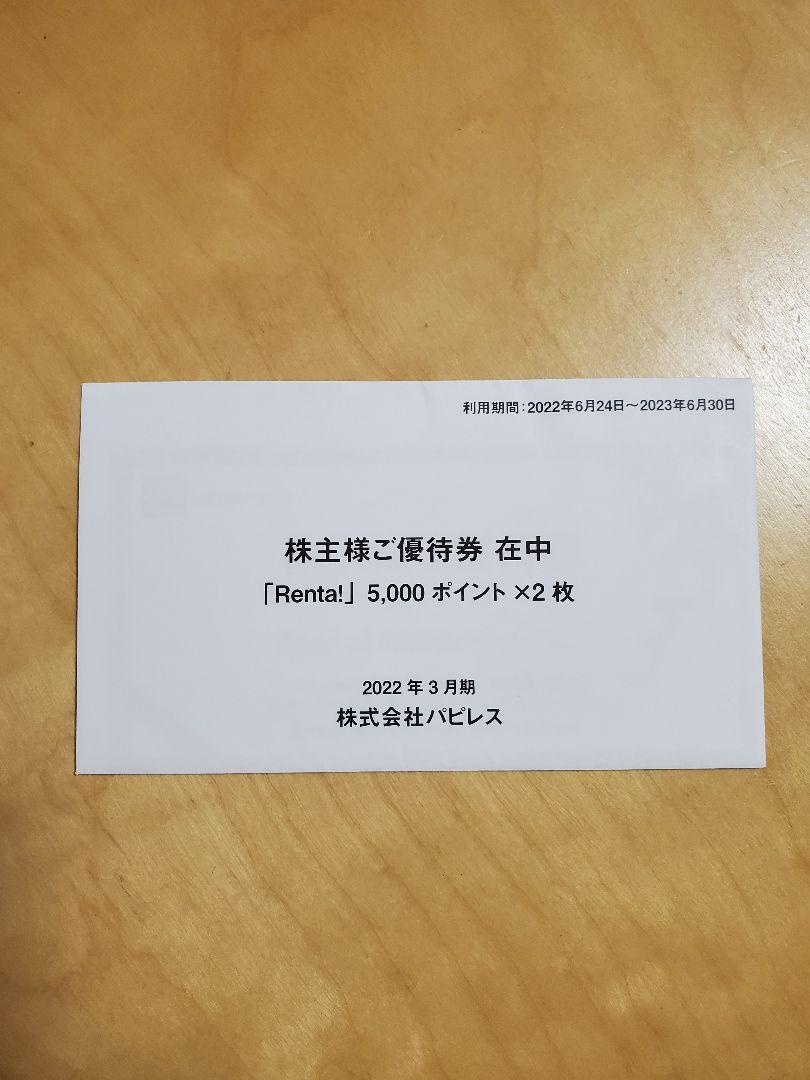 利用期間:2022年6月24日〜2023年6月30日
株主様ご優待券 在中
「Renta!」 5,000 ポイント ×2 枚
2022 年 3 月期
株式会社パピレス